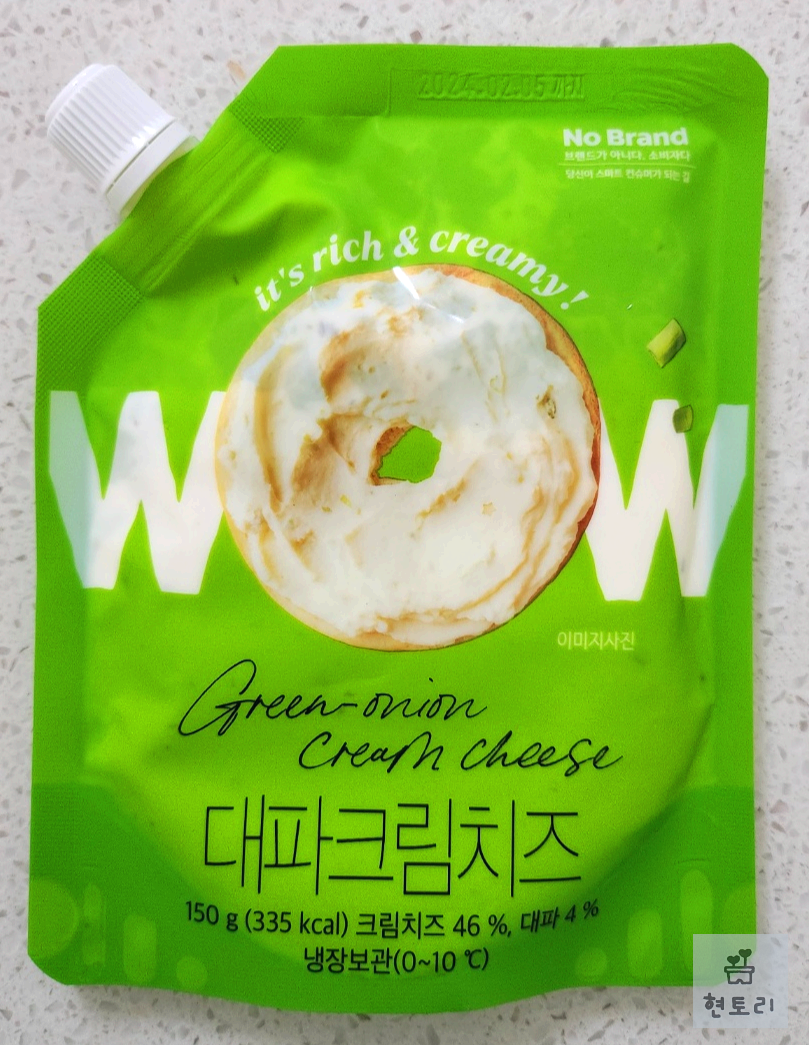 2024.02.05 까지
No Brand
브랜드가 아니다. 소비자다
당신이 스마트 컨슈머가 되는 길
it's rich & creamy!
WOW
이미지사진
Green-onion
Cream cheese
대파크림치즈
150 g (335 kcal) 크림치즈 46 %, 대파 4 %
냉장보관(0~10 ℃)
현토리